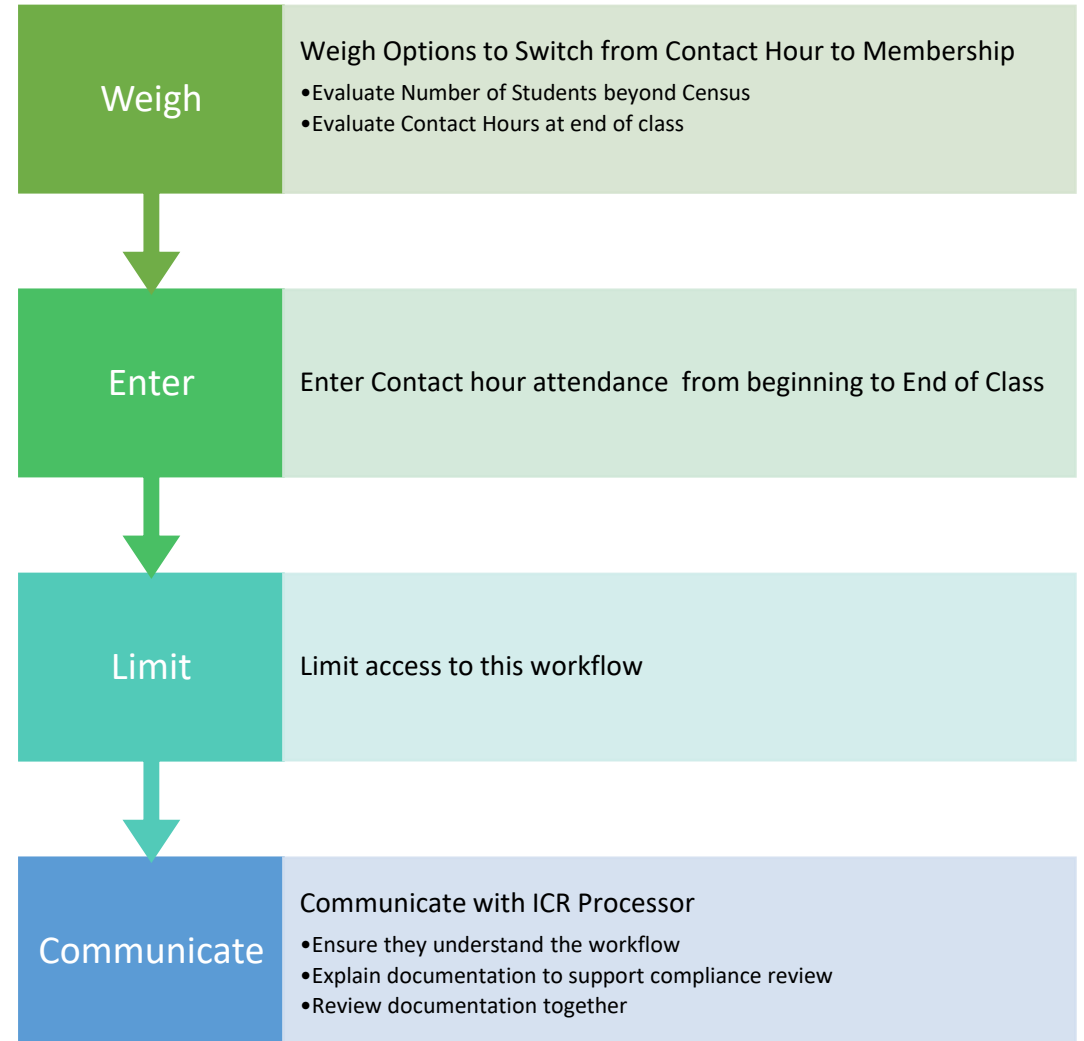 Weigh
Weigh Options to Switch from Contact Hour to Membership
•Evaluate Number of Students beyond Census
•Evaluate Contact Hours at end of class
Enter
Enter Contact hour attendance  from beginning to End of Class
Limit
Limit access to this workflow
Communicate
Communicate with ICR Processor
•Ensure they understand the workflow
•Explain documentation to support compliance review
•Review documentation together